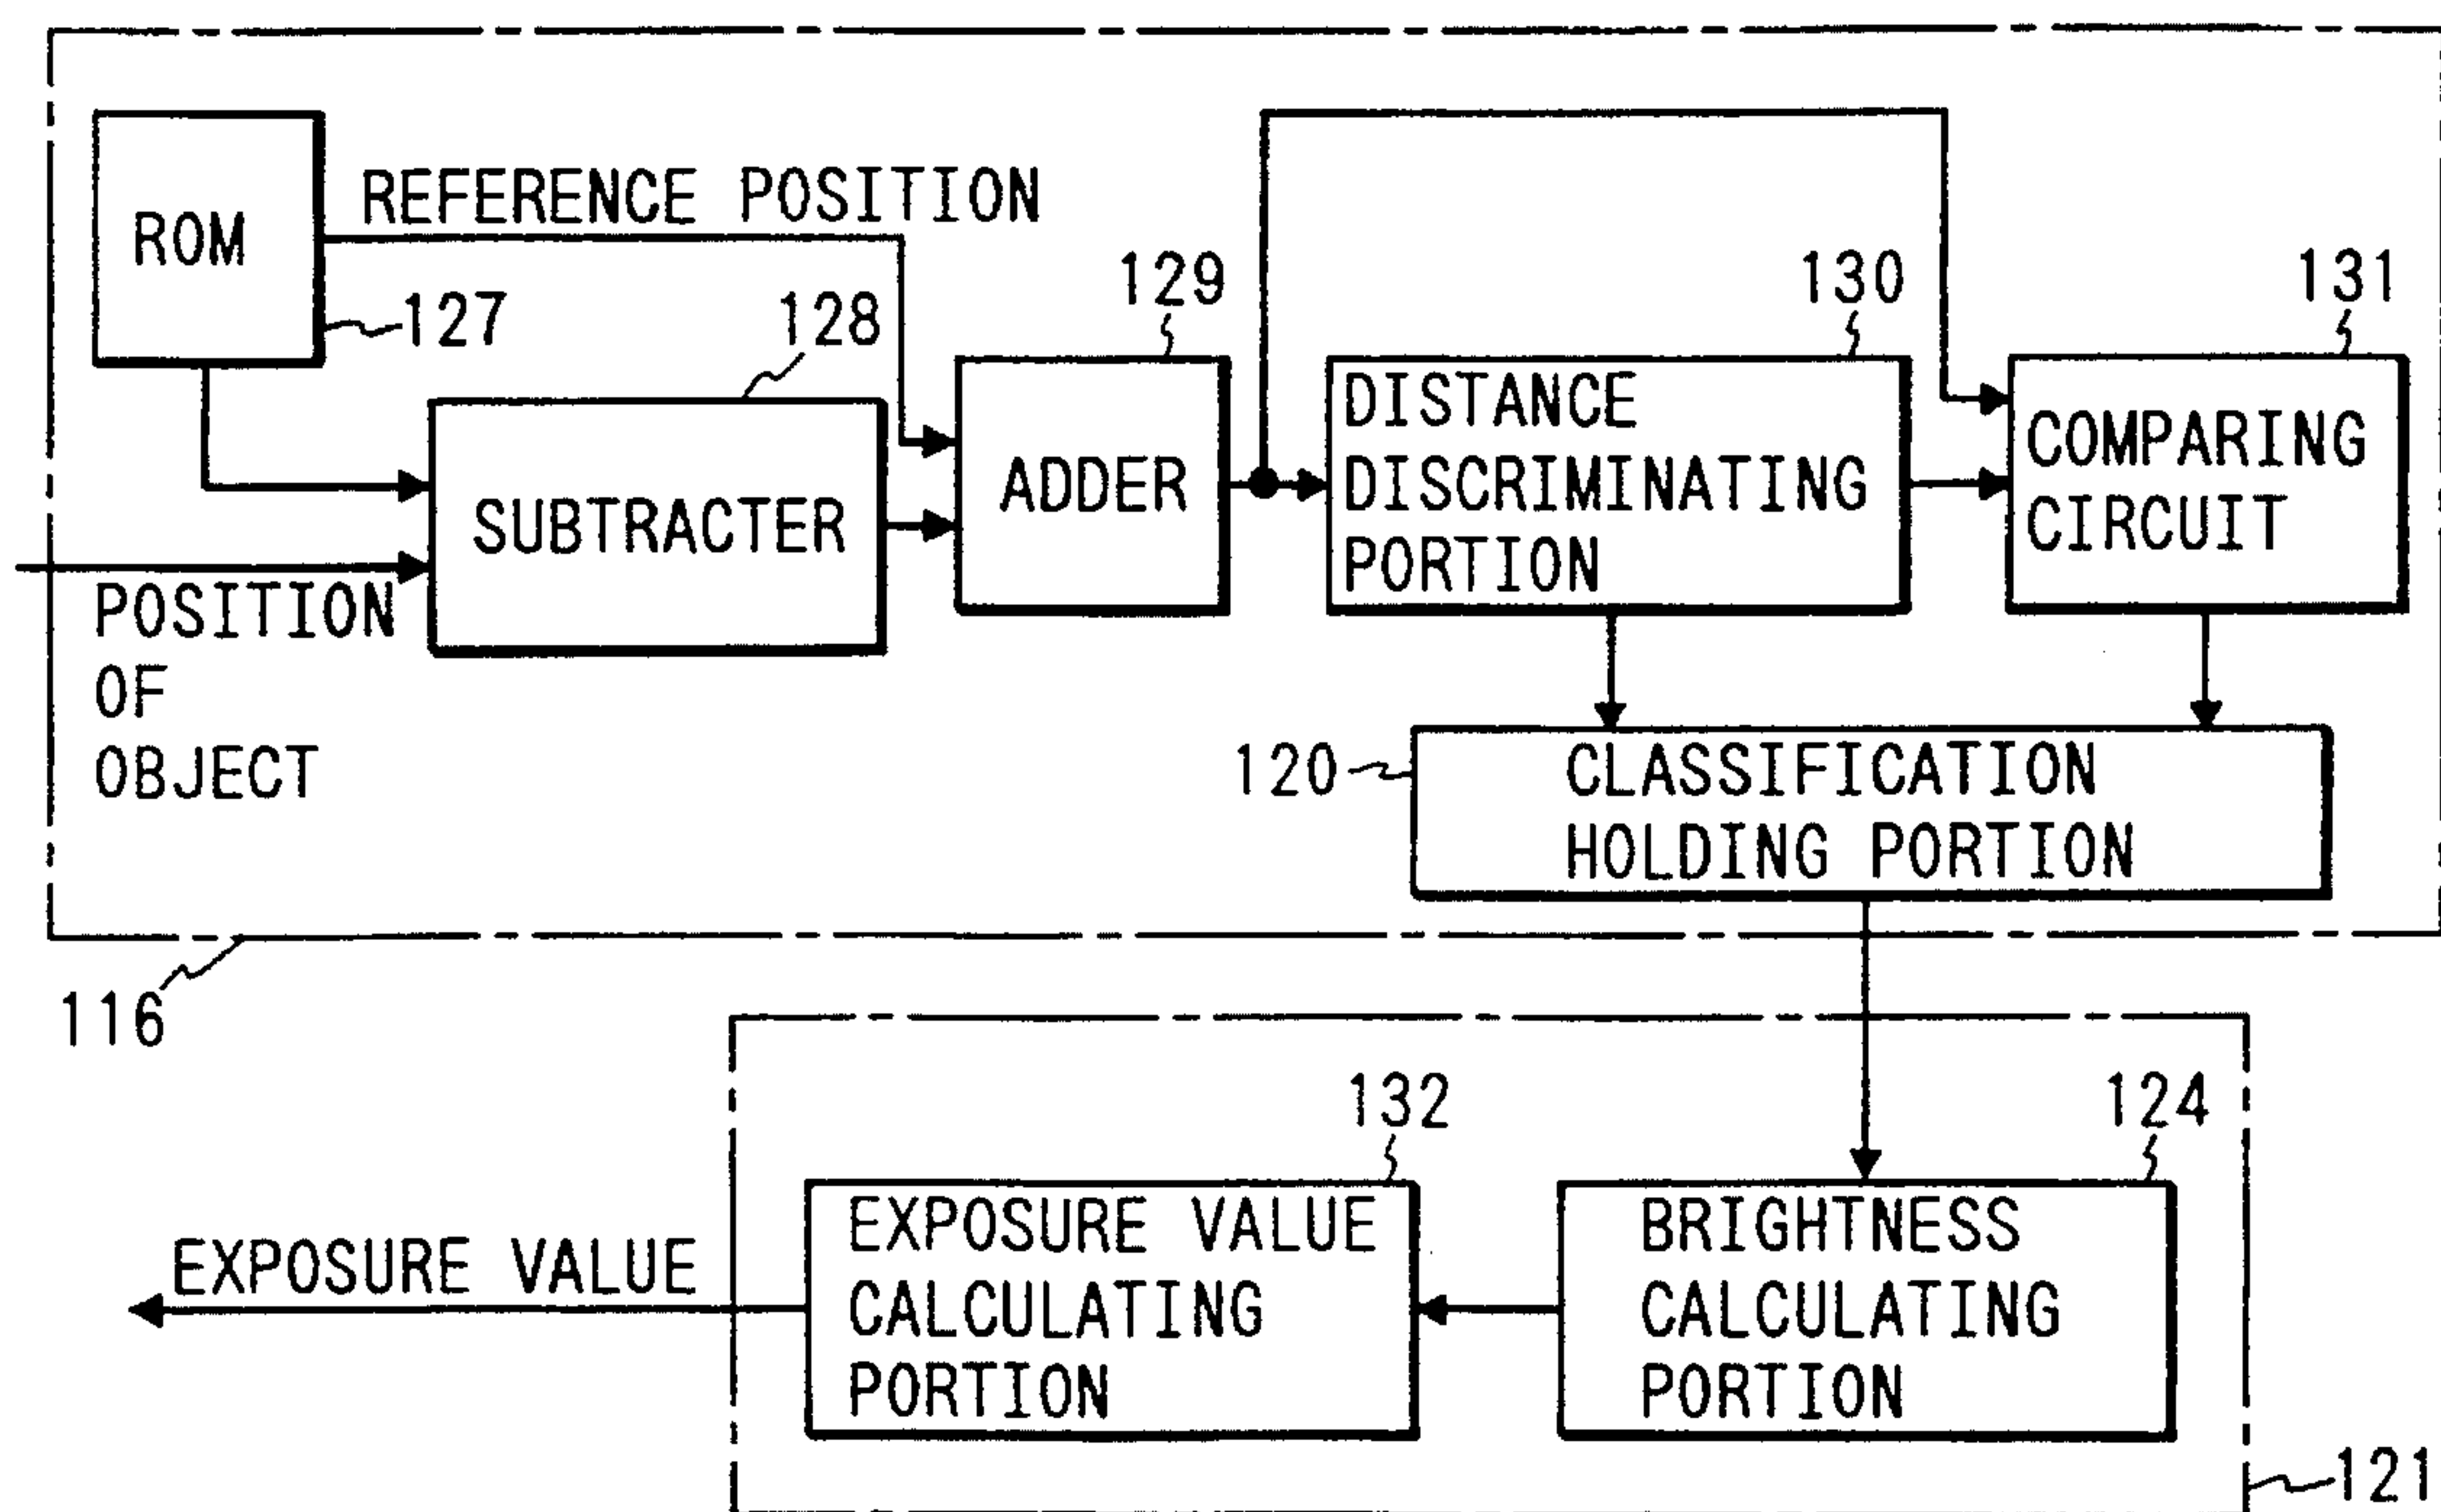 ROM
REFERENCE POSITION
127
128
129
130
131
SUBTRACTER
ADDER
DISTANCE
DISCRIMINATING
PORTION
COMPARING
CIRCUIT
POSITION
OF
OBJECT
120
CLASSIFICATION
HOLDING PORTION
116
132
124
EXPOSURE VALUE
EXPOSURE VALUE
CALCULATING
PORTION
BRIGHTNESS
CALCULATING
PORTION
121